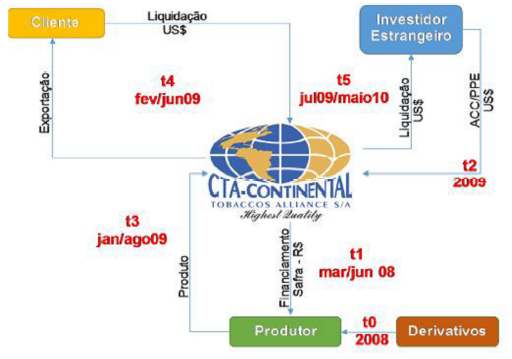 Cliente
Liquidação
US$
Investidor
Estrangeiro
t4
fev/jun09
t5
jul09/maio10
Exportação
Liquidação
US$
ACC/PPE
US$
t2
2009
CTA-CONTINENTAL
TOBACCOS ALLIANCE S/A
Highest Quality
t3
jan/ago09
Produto
Financiamento
Safra - R$
t1
mar/jun 08
Produtor
t0
2008
Derivativos